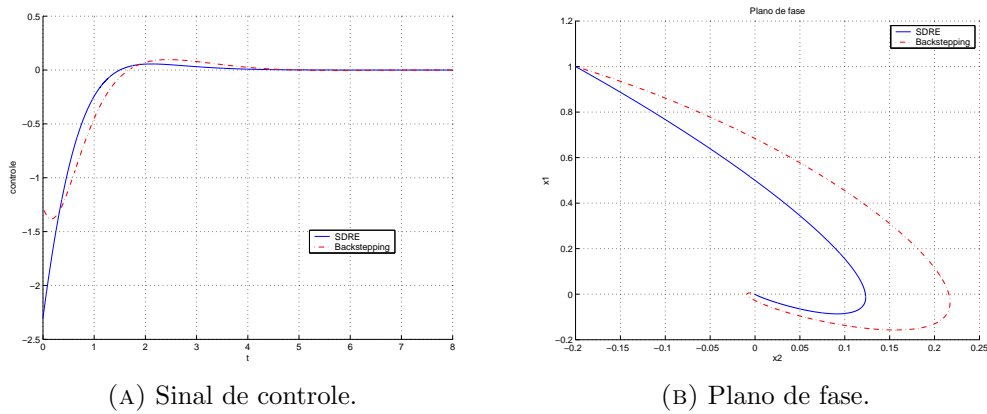 0.5
0
−0.5
−1
−1.5
−2
−2.5
0 1 2 3 4 5 6 7 8
controle
t
SDRE
Backstepping
(A) Sinal de controle.
Plano de fase
1.2
1
0.8
0.6
0.4
0.2
0
−0.2
−0.2 −0.15 −0.1 −0.05 0 0.05 0.1 0.15 0.2 0.25
x1
x2
SDRE
Backstepping
(B) Plano de fase.